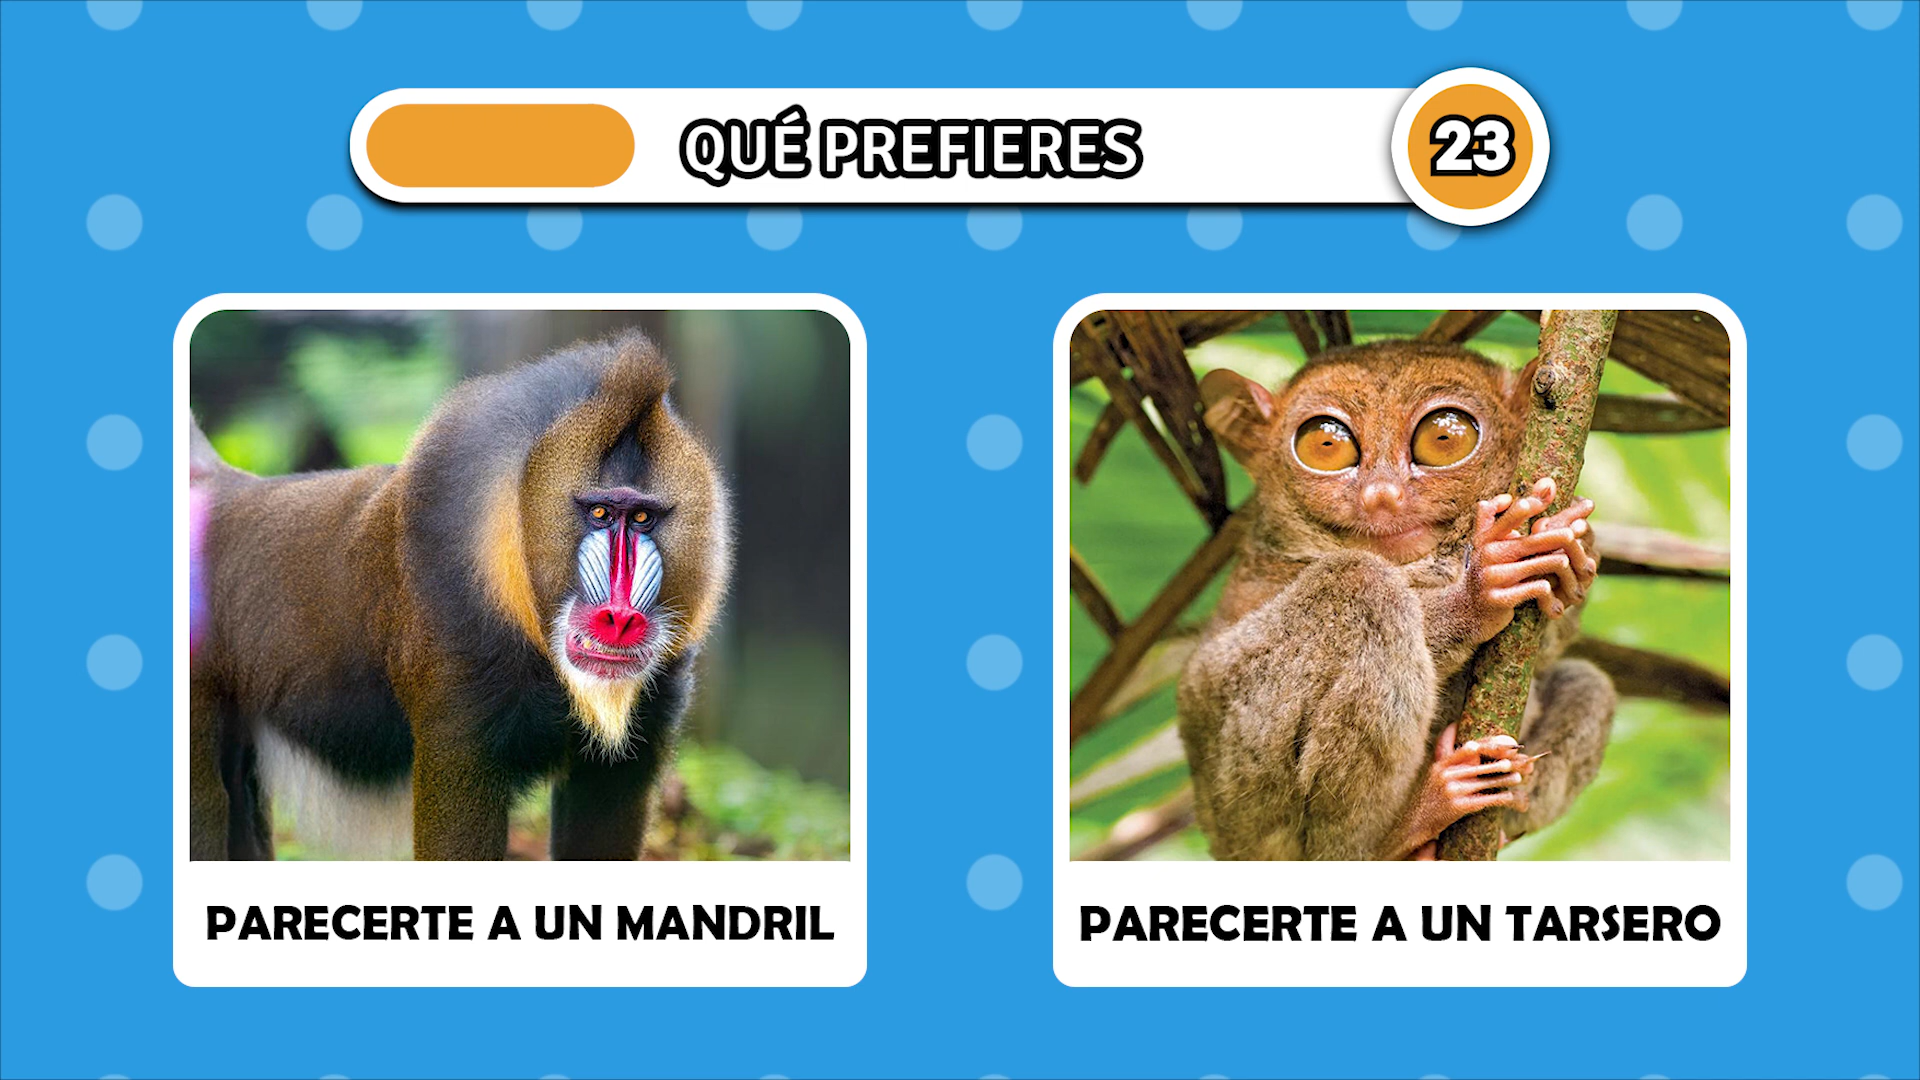 QUÉ PREFIERES
23
PARECERTE A UN MANDRIL
PARECERTE A UN TARSERO